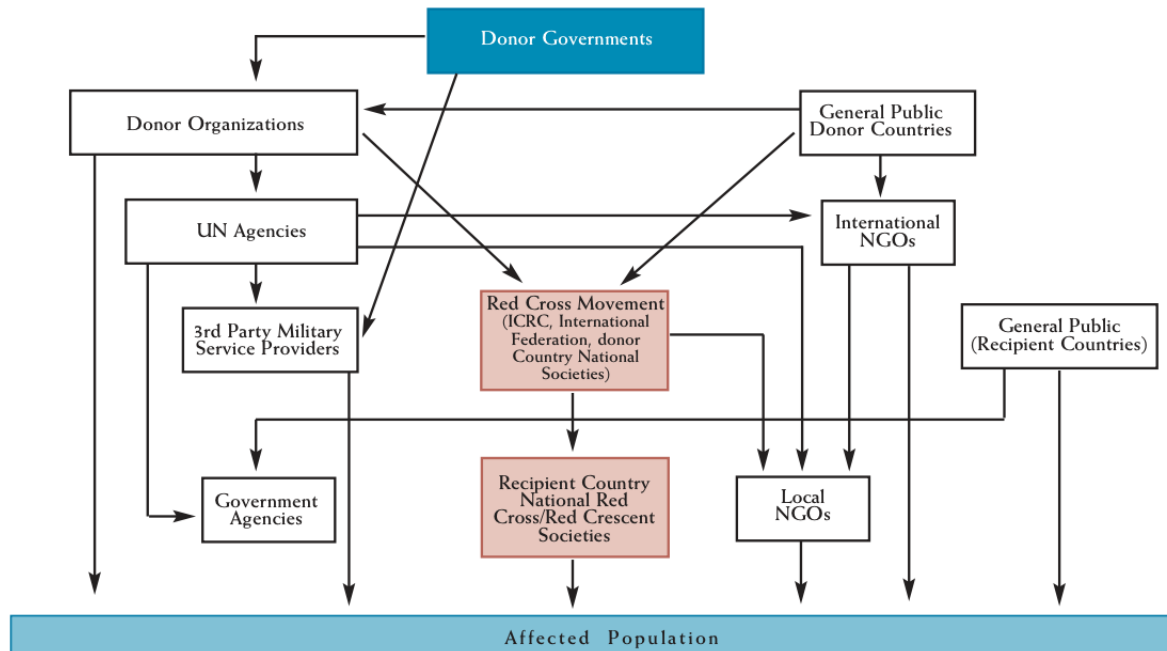 Donor Governments
Donor Organizations
General Public
Donor Countries
UN Agencies
International
NGOs
3rd Party Military
Service Providers
Red Cross Movement
(ICRC, International
Federation, donor
Country National
Societies)
General Public
(Recipient Countries)
Government
Agencies
Recipient Country
National Red
Cross/Red Crescent
Societies
Local
NGOs
Affected Population